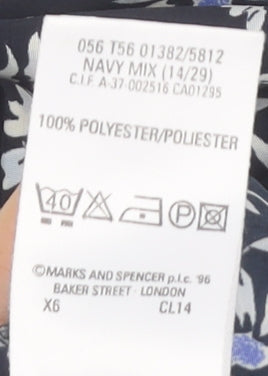 056 T56 01382/5812
NAVY MIX (14/29)
C.I.F A-37-002516 CA01295
100% POLYESTER/POLIESTER
40
P
©MARKS AND SPENCER p.l.c. '96
BAKER STREET · LONDON
X6 CL14